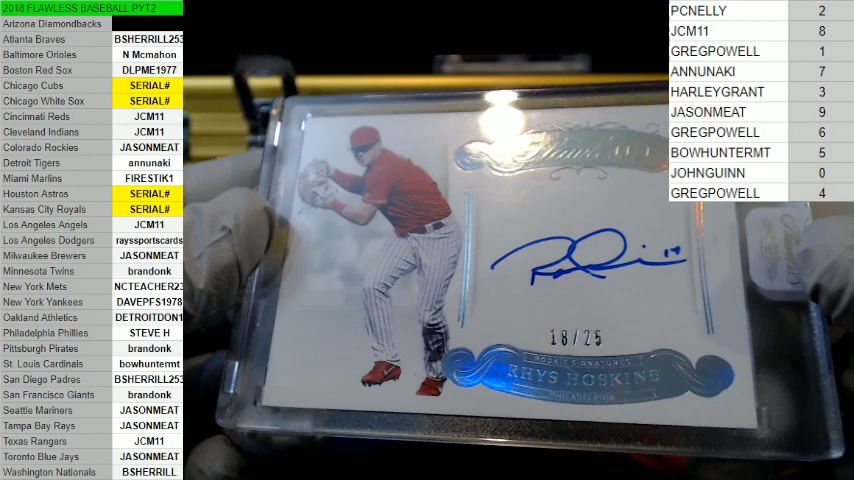 2018 FLAWLESS BASEBALL PYT2
Arizona Diamondbacks
Atlanta Braves BSHERRILL253
Baltimore Orioles N Mcmahon
Boston Red Sox DLPME1977
Chicago Cubs SERIAL#
Chicago White Sox SERIAL#
Cincinnati Reds JCM11
Cleveland Indians JCM11
Colorado Rockies JASONMEAT
Detroit Tigers annunaki
Miami Marlins FIRESTIK1
Houston Astros SERIAL#
Kansas City Royals SERIAL#
Los Angeles Angels JCM11
Los Angeles Dodgers rayssportscards
Milwaukee Brewers JASONMEAT
Minnesota Twins brandonk
New York Mets NCTEACHER23
New York Yankees DAVEPFS1978
Oakland Athletics DETROITDON1
Philadelphia Phillies STEVE H
Pittsburgh Pirates brandonk
St. Louis Cardinals bowhuntermt
San Diego Padres BSHERRILL253
San Francisco Giants brandonk
Seattle Mariners JASONMEAT
Tampa Bay Rays JASONMEAT
Texas Rangers JCM11
Toronto Blue Jays JASONMEAT
Washington Nationals BSHERRILL
PCNELLY 2
JCM11 8
GREGPOWELL 1
ANNUNAKI 7
HARLEYGRANT 3
JASONMEAT 9
GREGPOWELL 6
BOWHUNTERMT 5
JOHNGUINN 0
GREGPOWELL 4
18/25
ROOKIE SIGNATURES
RHYS HOSKINS
PHILADELPHIA